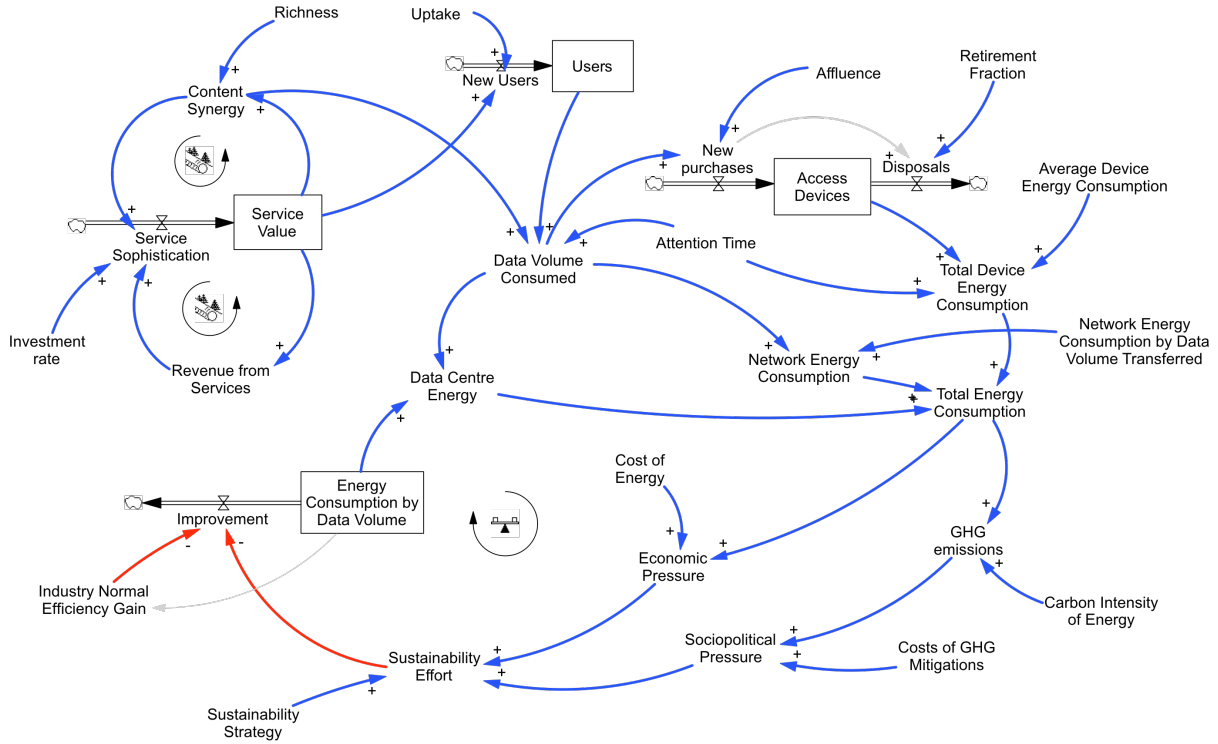 Richness
Uptake
New Users
Users
Affluence
Retirement
Fraction
Content
Synergy
New
purchases
Disposals
Access
Devices
Average Device
Energy Consumption
Service
Value
Service
Sophistication
Attention Time
Data Volume
Consumed
Total Device
Energy
Consumption
Investment
rate
Revenue from
Services
Network Energy
Consumption by Data
Volume Transferred
Network Energy
Consumption
Data Centre
Energy
Total Energy
Consumption
Cost of
Energy
Energy
Consumption by
Data Volume
Improvement
GHG
emissions
Economic
Pressure
Industry Normal
Efficiency Gain
Carbon Intensity
of Energy
Sociopolitical
Pressure
Costs of GHG
Mitigations
Sustainability
Effort
Sustainability
Strategy